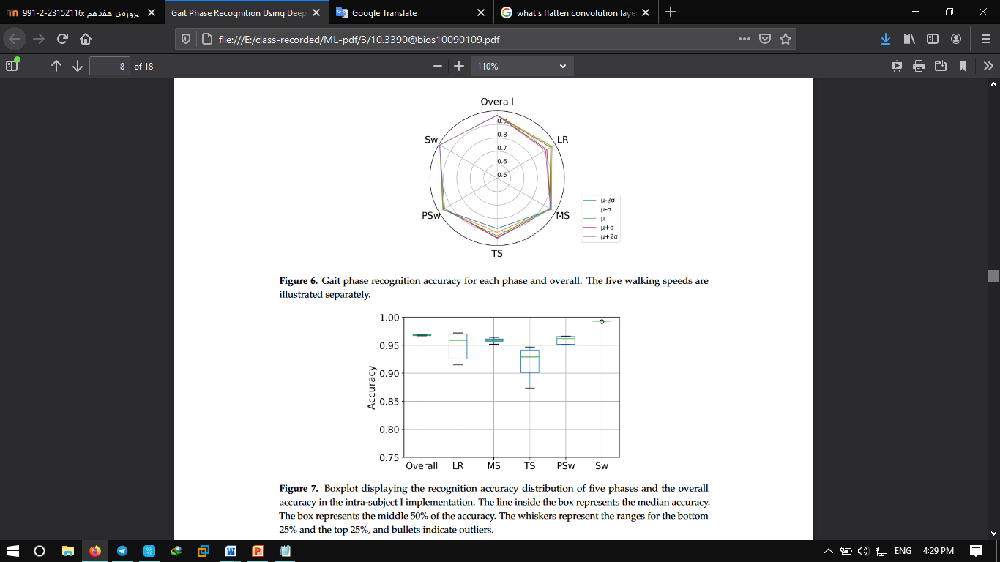 پروژه‌ی هفدهم :991-2-23152116
Gait Phase Recognition Using Deep
Google Translate
what's flatten convolution laye
file:///E:/class-recorded/ML-pdf/3/10.3390@bios10090109.pdf
8 of 18
110%
Overall
Sw
LR
0.9
0.8
0.7
0.6
0.5
PSw
MS
TS
μ-2σ
μ-σ
μ
μ+σ
μ+2σ
Figure 6. Gait phase recognition accuracy for each phase and overall. The five walking speeds are
illustrated separately.
1.00
0.95
0.90
0.85
0.80
0.75
Accuracy
Overall LR MS TS PSw Sw
Figure 7. Boxplot displaying the recognition accuracy distribution of five phases and the overall
accuracy in the intra-subject I implementation. The line inside the box represents the median accuracy.
The box represents the middle 50% of the accuracy. The whiskers represent the ranges for the bottom
25% and the top 25%, and bullets indicate outliers.
ENG 4:29 PM